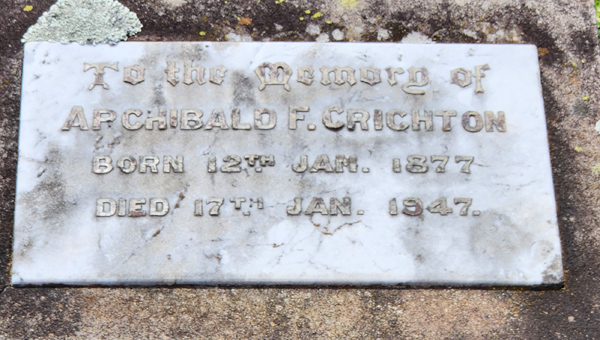 To the Memory of
ARCHIBALD F. CRICHTON
BORN 12TH JAN. 1877
DIED 17TH JAN. 1947.